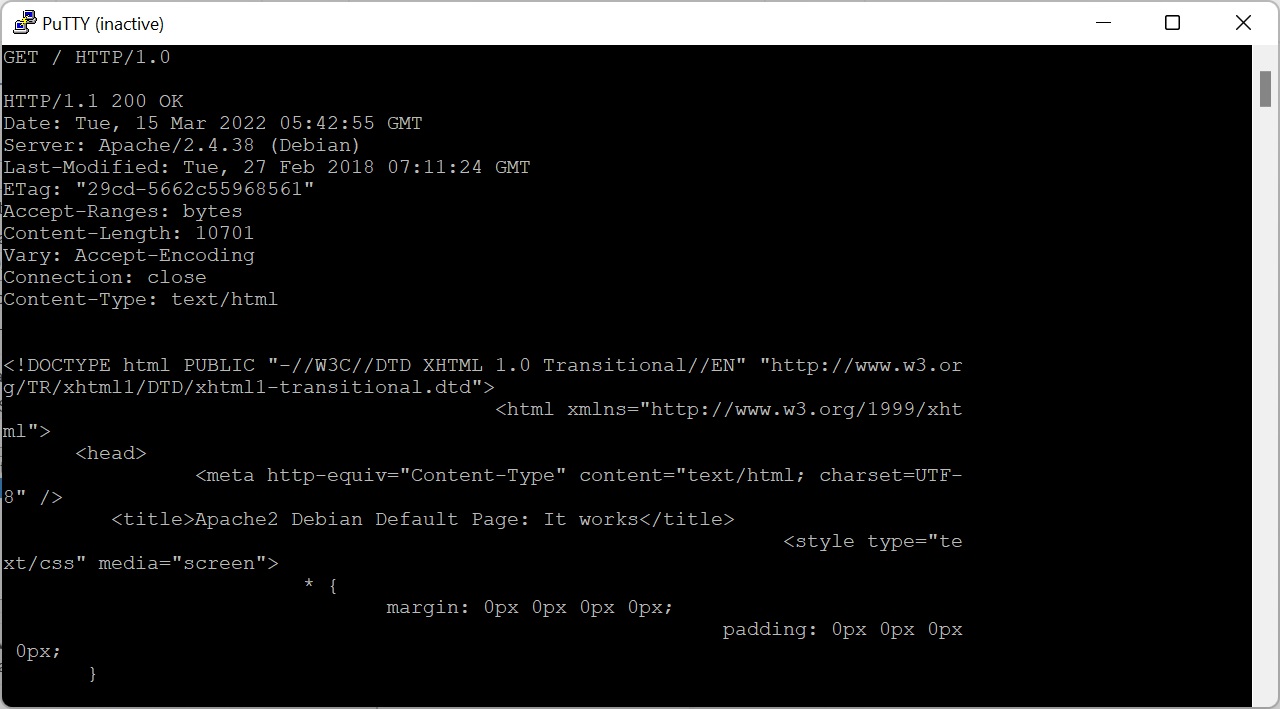 PuTTY (inactive)
GET / HTTP/1.0
HTTP/1.1 200 OK
Date: Tue, 15 Mar 2022 05:42:55 GMT
Server: Apache/2.4.38 (Debian)
Last-Modified: Tue, 27 Feb 2018 07:11:24 GMT
ETag: "29cd-5662c55968561"
Accept-Ranges: bytes
Content-Length: 10701
Vary: Accept-Encoding
Connection: close
Content-Type: text/html
<!DOCTYPE html PUBLIC "-//W3C//DTD XHTML 1.0 Transitional//EN" "http://www.w3.or
g/TR/xhtml1/DTD/xhtml1-transitional.dtd">
<html xmlns="http://www.w3.org/1999/xht
ml">
<head>
<meta http-equiv="Content-Type" content="text/html; charset=UTF-
8" />
<title>Apache2 Debian Default Page: It works</title>
<style type="te
xt/css" media="screen">
* {
margin: 0px 0px 0px 0px;
padding: 0px 0px 0px
0px;
}